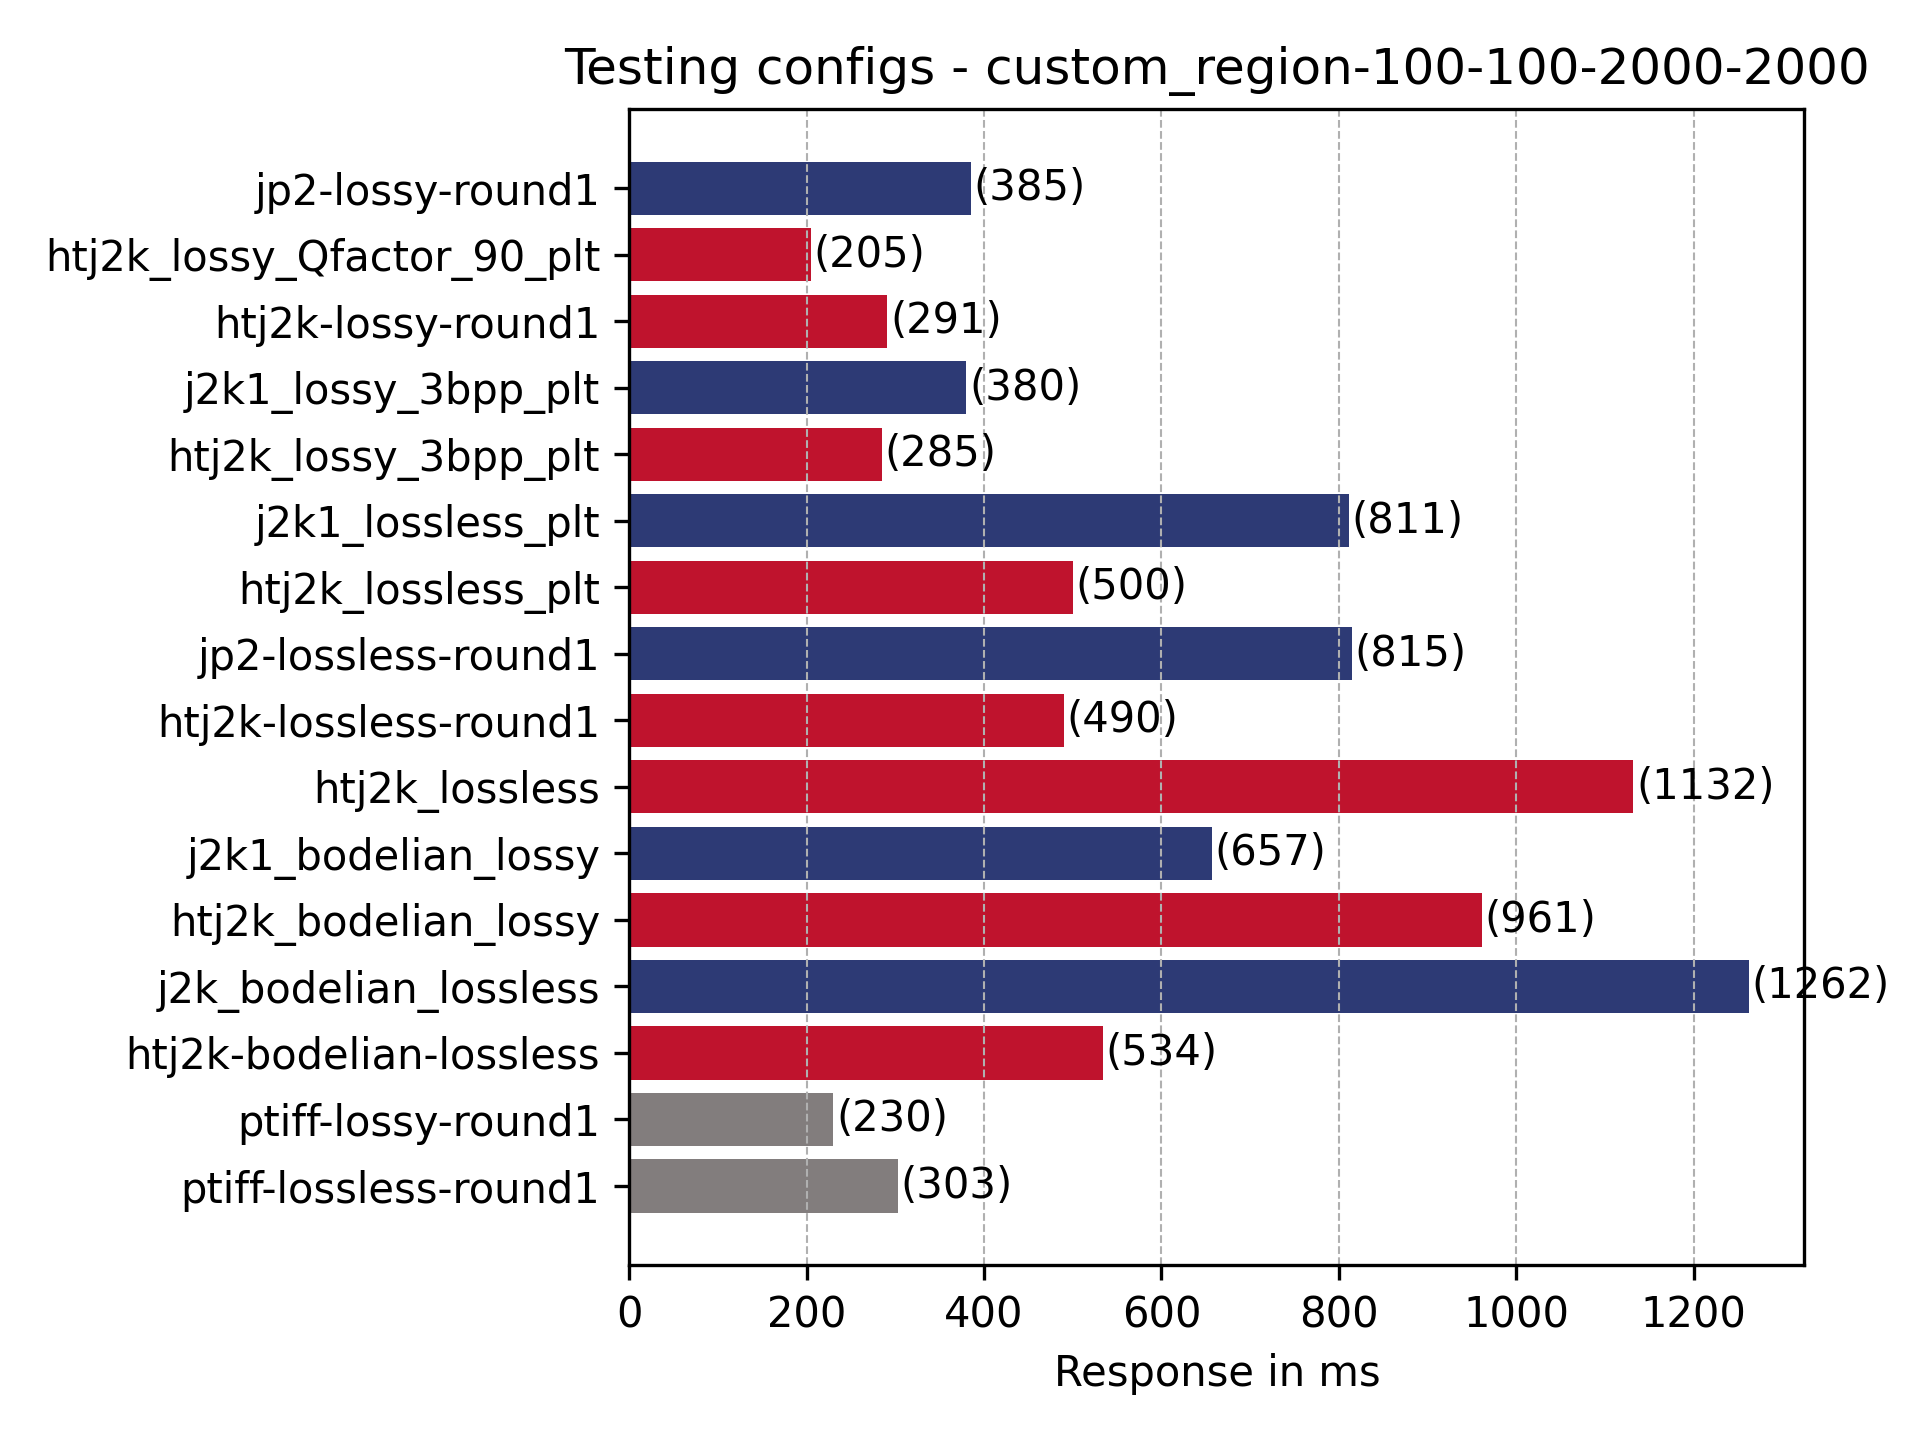 Testing configs - custom_region-100-100-2000-2000
jp2-lossy-round1 (385)
htj2k_lossy_Qfactor_90_plt (205)
htj2k-lossy-round1 (291)
j2k1_lossy_3bpp_plt (380)
htj2k_lossy_3bpp_plt (285)
j2k1_lossless_plt (811)
htj2k_lossless_plt (500)
jp2-lossless-round1 (815)
htj2k-lossless-round1 (490)
htj2k_lossless (1132)
j2k1_bodelian_lossy (657)
htj2k_bodelian_lossy (961)
j2k_bodelian_lossless (1262)
htj2k-bodelian-lossless (534)
ptiff-lossy-round1 (230)
ptiff-lossless-round1 (303)
0 200 400 600 800 1000 1200
Response in ms